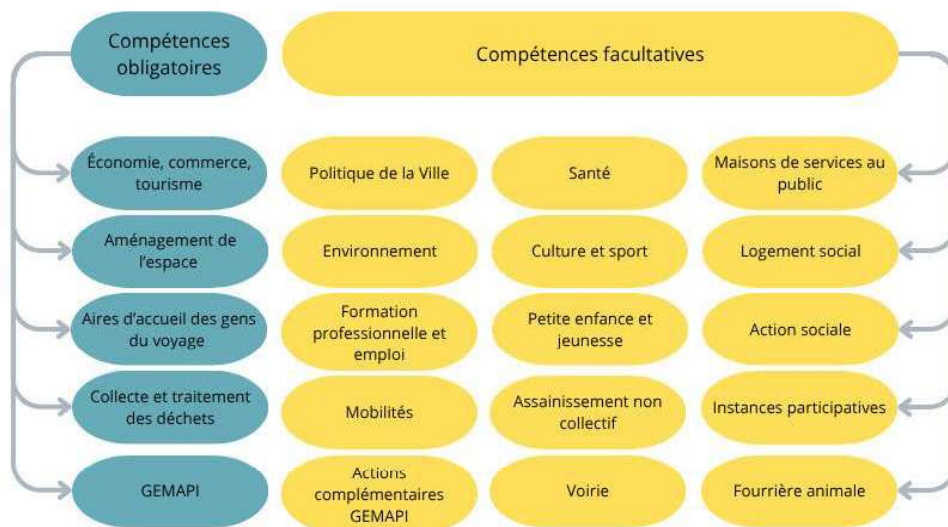 Compétences
obligatoires
Compétences facultatives
Économie, commerce,
tourisme
Politique de la Ville
Santé
Maisons de services au
public
Aménagement de
l'espace
Environnement
Culture et sport
Logement social
Aires d'accueil des gens
du voyage
Formation
professionnelle et
emploi
Petite enfance et
jeunesse
Action sociale
Collecte et traitement
des déchets
Mobilités
Assainissement non
collectif
Instances participatives
GEMAPI
Actions
complémentaires
GEMAPI
Voirie
Fourrière animale